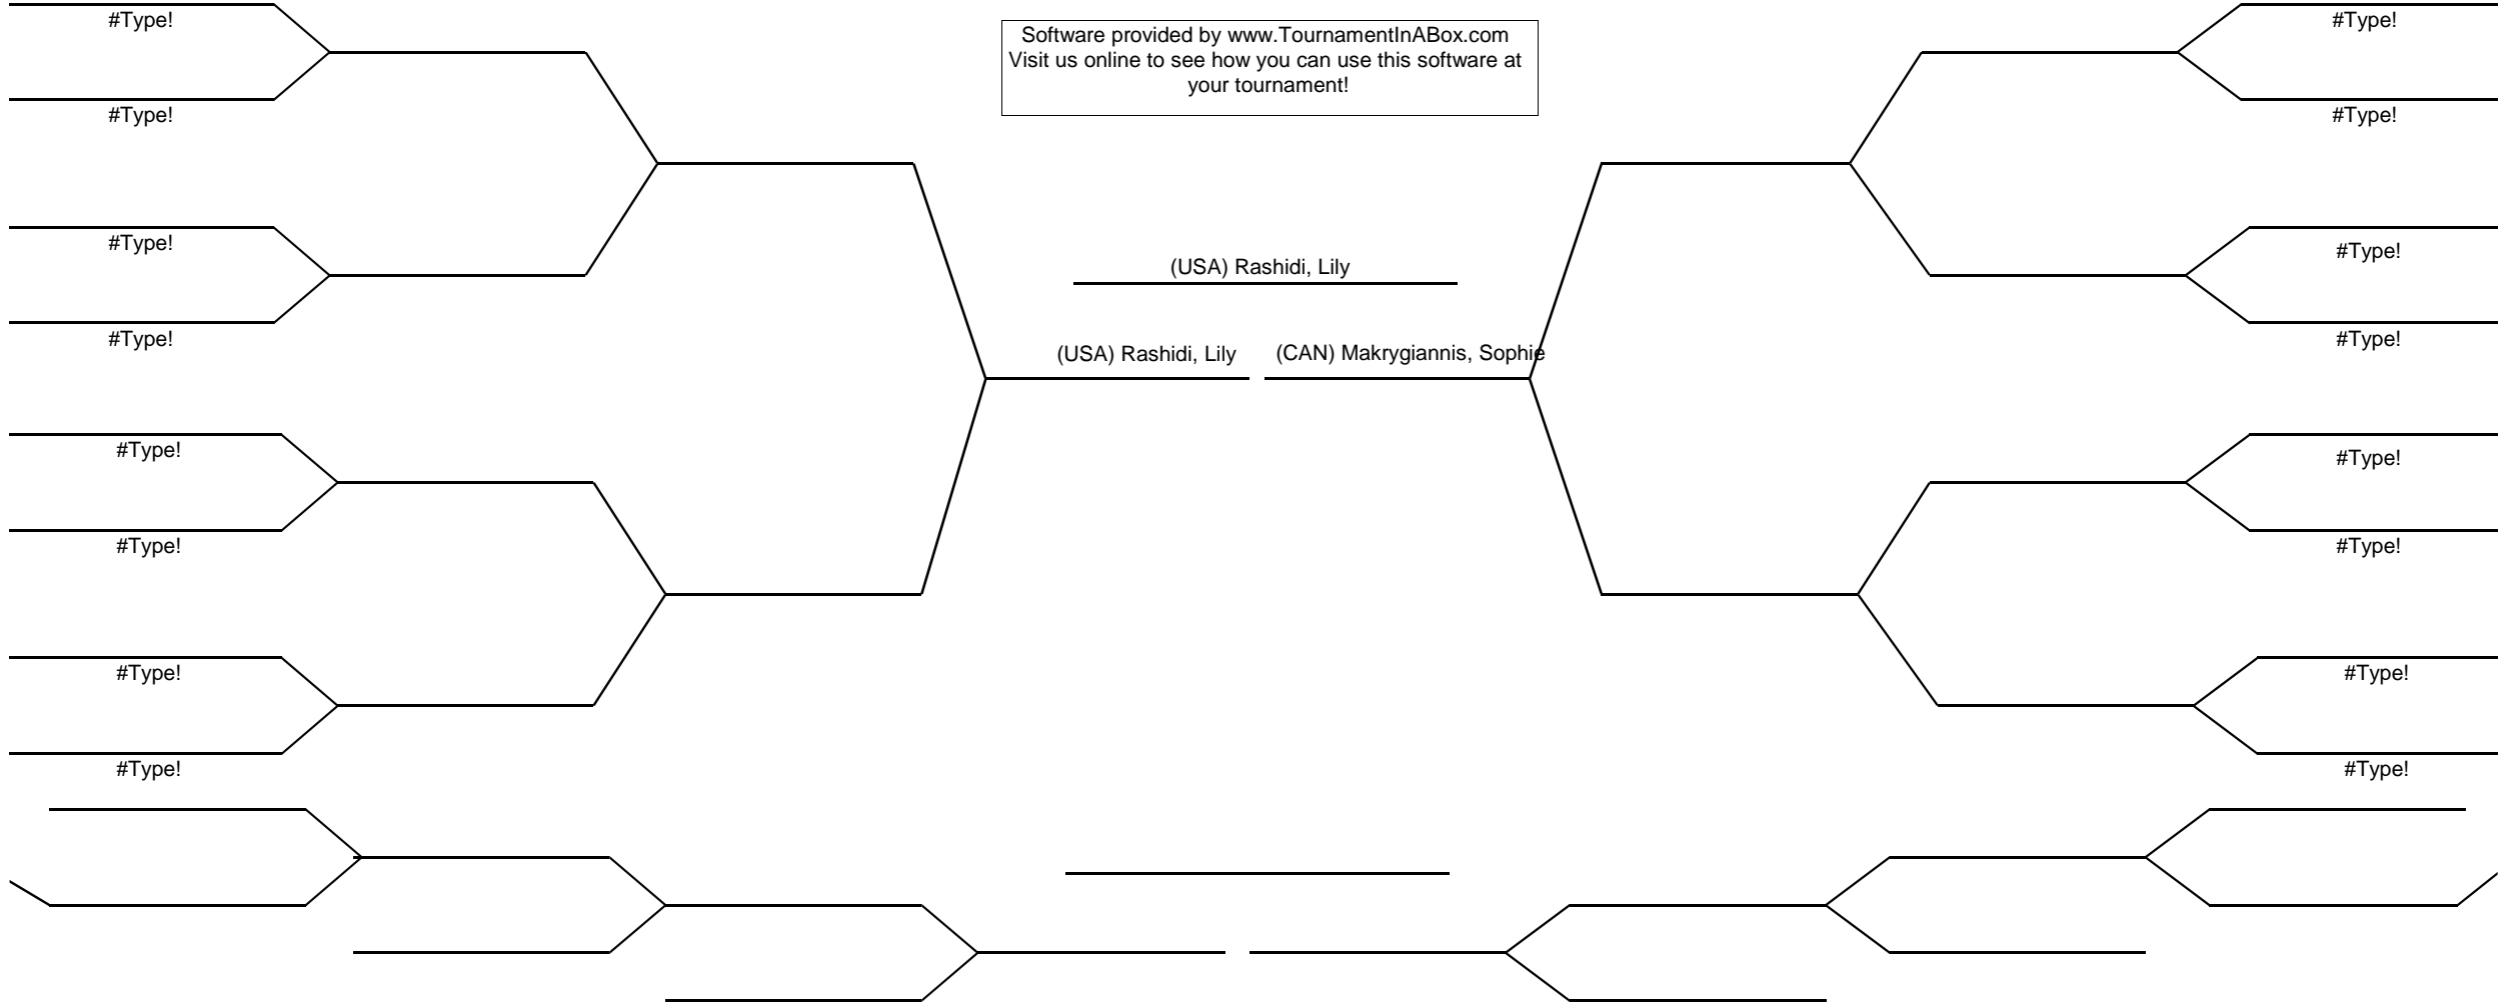 #Type!
#Type!
Software provided by www.TournamentInABox.com
Visit us online to see how you can use this software at
your tournament!
#Type!
#Type!
#Type!
#Type!
(USA) Rashidi, Lily
#Type!
#Type!
(USA) Rashidi, Lily
(CAN) Makrygiannis, Sophie
#Type!
#Type!
#Type!
#Type!
#Type!
#Type!
#Type!
#Type!